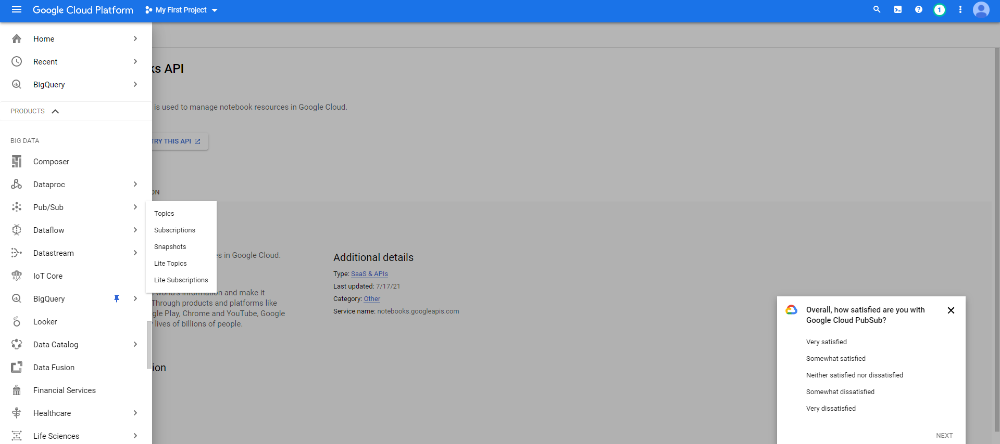 Google Cloud Platform
My First Project
1
Home
Recent
BigQuery
PRODUCTS
BIG DATA
Composer
Dataproc
Pub/Sub
Dataflow
Datastream
IoT Core
BigQuery
Looker
Data Catalog
Data Fusion
Financial Services
Healthcare
Life Sciences
Topics
Subscriptions
Snapshots
Lite Topics
Lite Subscriptions
API
is used to manage notebook resources in Google Cloud.
TRY THIS API
in Google Cloud.
world's information and make it
Through products and platforms like
Play, Chrome and YouTube, Google
lives of billions of people.
Additional details
Type: SaaS & APIs
Last updated: 7/17/21
Category: Other
Service name: notebooks.googleapis.com
Overall, how satisfied are you with
Google Cloud PubSub?
Very satisfied
Somewhat satisfied
Neither satisfied nor dissatisfied
Somewhat dissatisfied
Very dissatisfied
NEXT